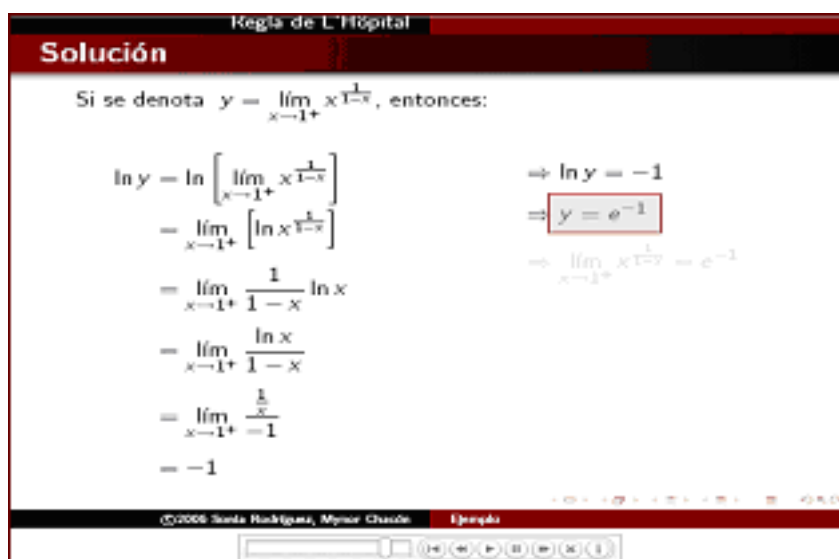 Regla de L'Hôpital
Solución
Si se denota y = lím x→1+ x^{1/(1−x)}, entonces:
ln y = ln [ lím x→1+ x^{1/(1−x)} ]
= lím x→1+ [ ln x^{1/(1−x)} ]
= lím x→1+ 1/(1 − x) ln x
= lím x→1+ ln x/(1 − x)
= lím x→1+ (1/x)/(−1)
= −1
⇒ ln y = −1
⇒ y = e^{−1}
⇒ lím x→1+ x^{1/(1−x)} = e^{−1}
©2006 Sonia Rodríguez, Mynor Chacón Ejemplo